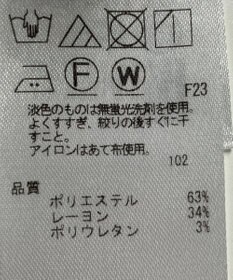 F
W
F23
淡色のものは無蛍光洗剤を使用。
よくすすぎ、絞りの後すぐに干
すこと。
アイロンはあて布使用。
102
品質
ポリエステル 63%
レーヨン 34%
ポリウレタン 3%